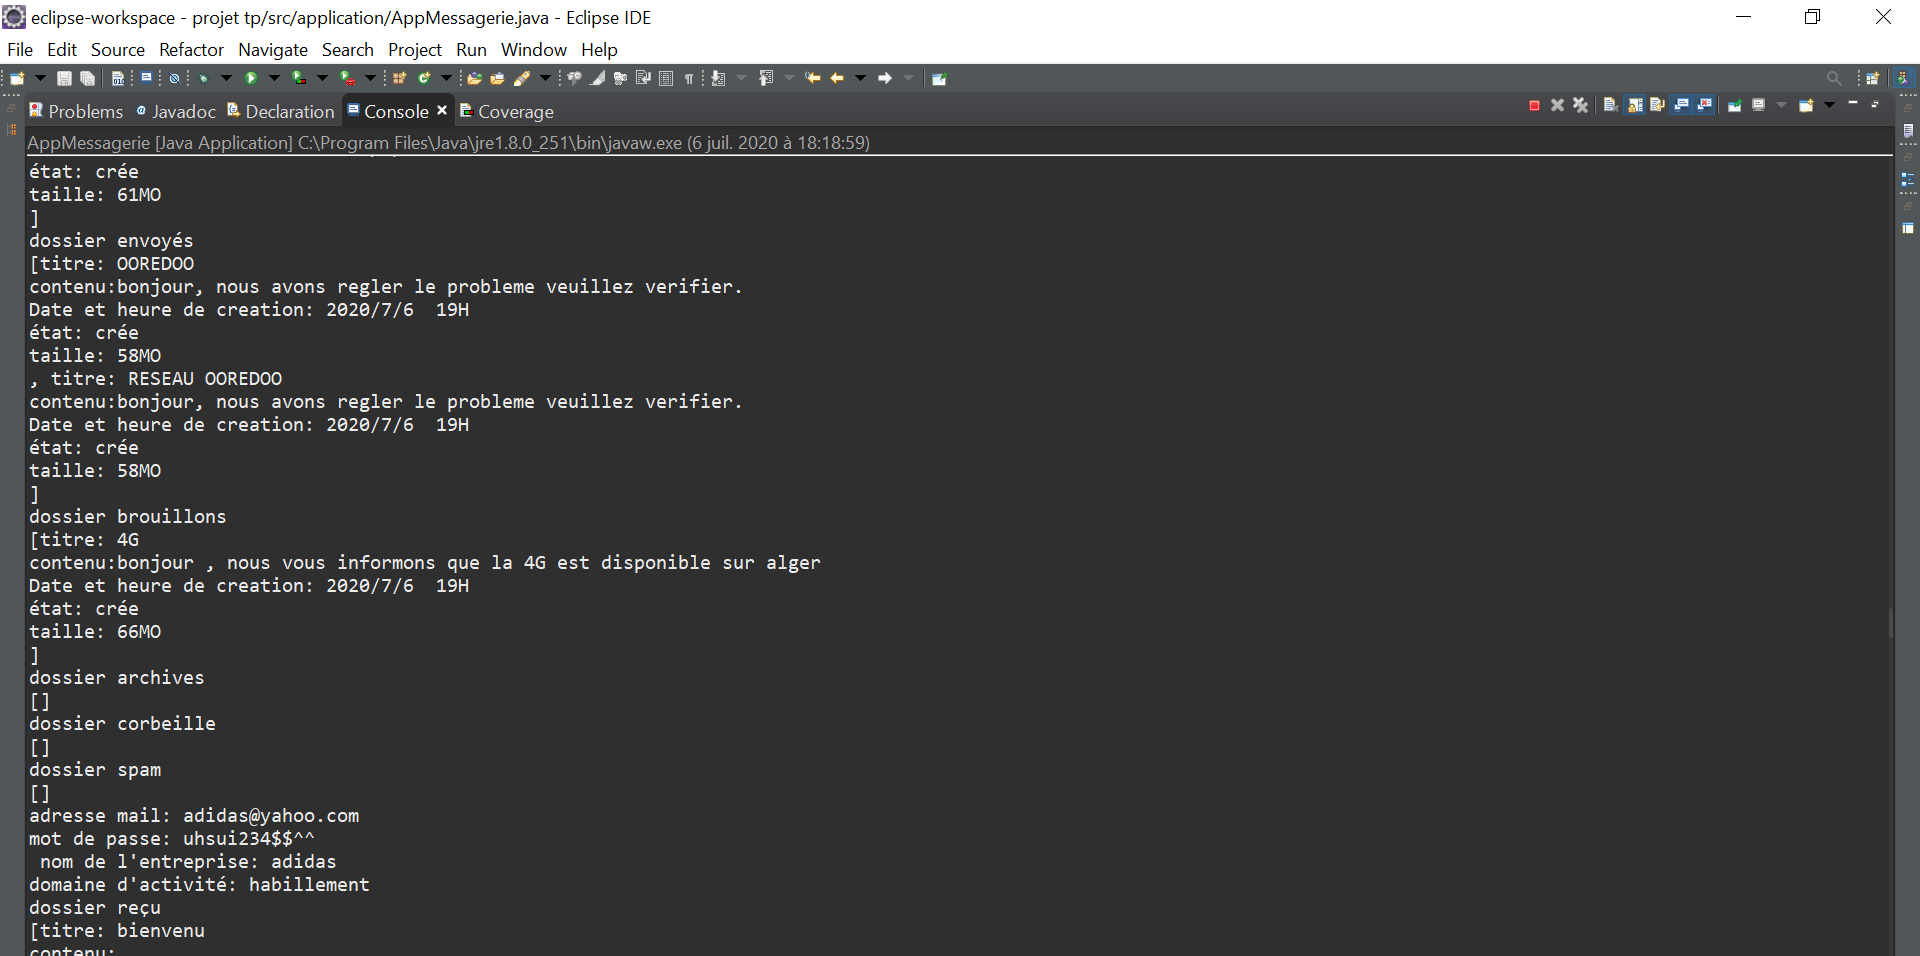 eclipse-workspace - projet tp/src/application/AppMessagerie.java - Eclipse IDE
File Edit Source Refactor Navigate Search Project Run Window Help
Problems Javadoc Declaration Console Coverage
AppMessagerie [Java Application] C:\Program Files\Java\jre1.8.0_251\bin\javaw.exe (6 juil. 2020 à 18:18:59)
état: crée
taille: 61MO
]
dossier envoyés
[titre: OOREDOO
contenu:bonjour, nous avons regler le probleme veuillez verifier.
Date et heure de creation: 2020/7/6  19H
état: crée
taille: 58MO
, titre: RESEAU OOREDOO
contenu:bonjour, nous avons regler le probleme veuillez verifier.
Date et heure de creation: 2020/7/6  19H
état: crée
taille: 58MO
]
dossier brouillons
[titre: 4G
contenu:bonjour , nous vous informons que la 4G est disponible sur alger
Date et heure de creation: 2020/7/6  19H
état: crée
taille: 66MO
]
dossier archives
[]
dossier corbeille
[]
dossier spam
[]
adresse mail: adidas@yahoo.com
mot de passe: uhsui234$$^^
nom de l'entreprise: adidas
domaine d'activité: habillement
dossier reçu
[titre: bienvenu
contenu: